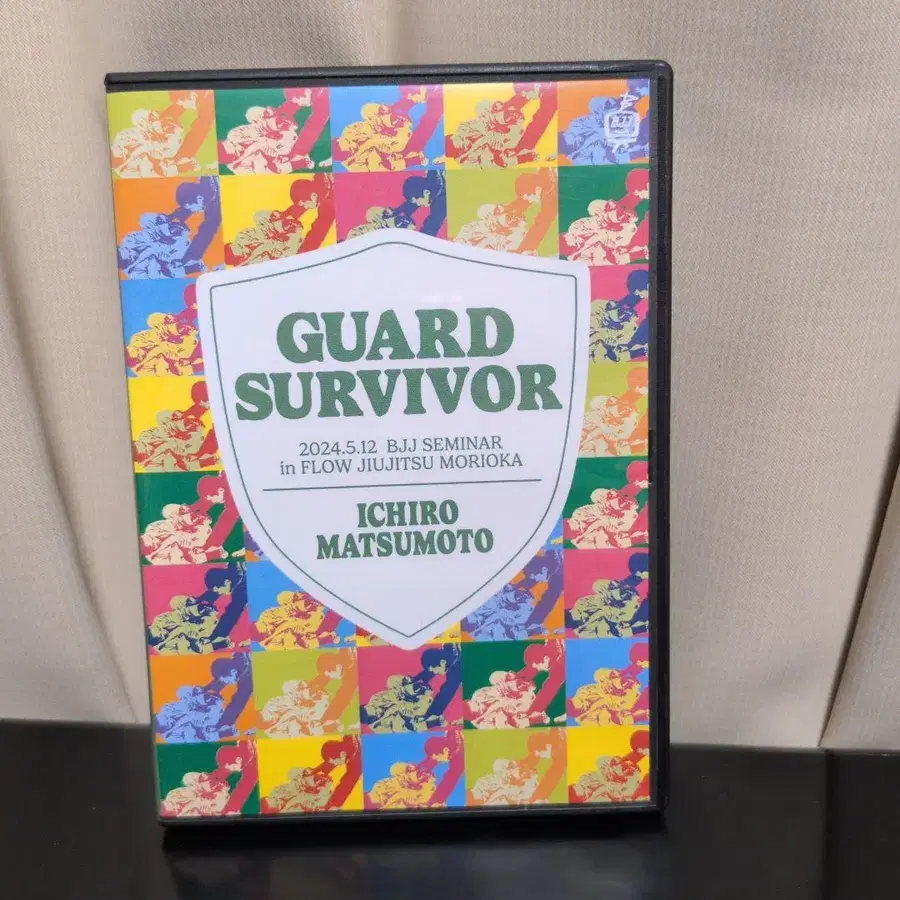 GUARD
SURVIVOR
2024.5.12 BJJ SEMINAR
in FLOW JIUJITSU MORIOKA
ICHIRO
MATSUMOTO